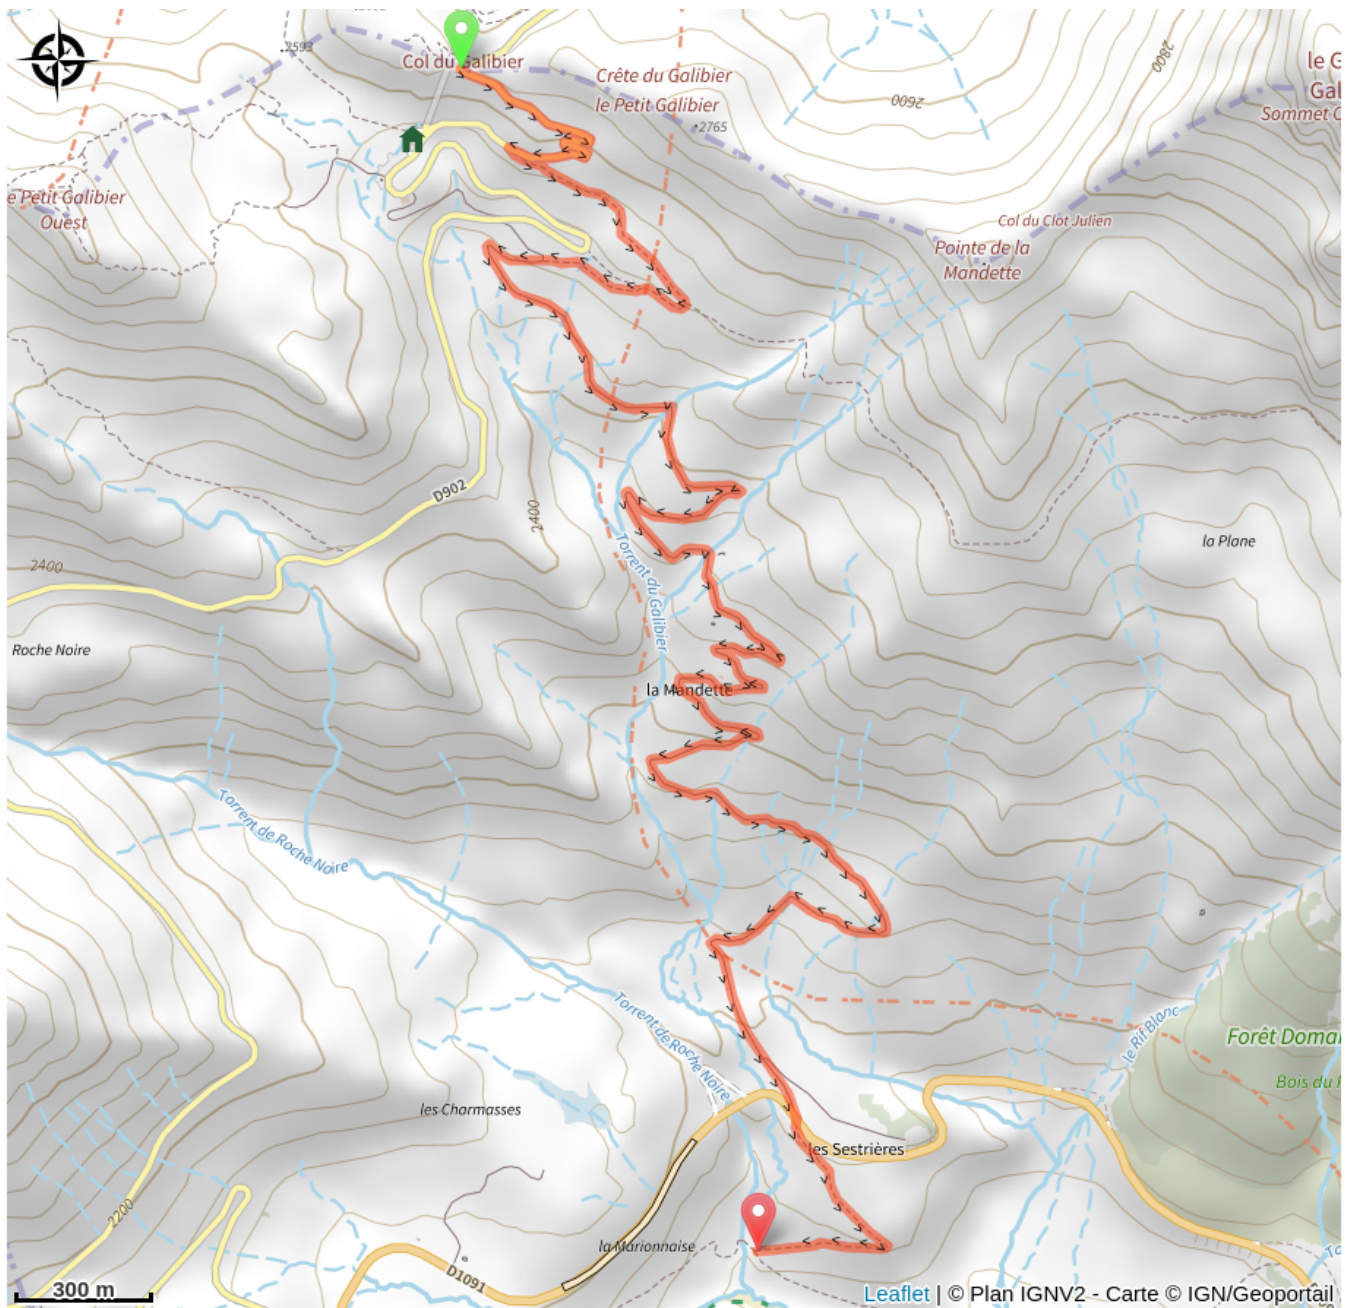 2593
Col du Galibier
Crête du Galibier
le Petit Galibier
2765
2600
2800
le G
Gal
Sommet O
e Petit Galibier
Ouest
Col du Clot Julien
Pointe de la
Mandette
D902
2400
la Plane
2400
Torrent du Galibier
Roche Noire
la Mandette
Torrent de Roche Noire
Torrent de Roche Noire
le Rif Blanc
Forêt Doma
Bois du
les Charmasses
les Sestrières
2200
la Marionnaise
D1091
To
300 m
Leaflet | © Plan IGNV2 - Carte © IGN/Geoportail